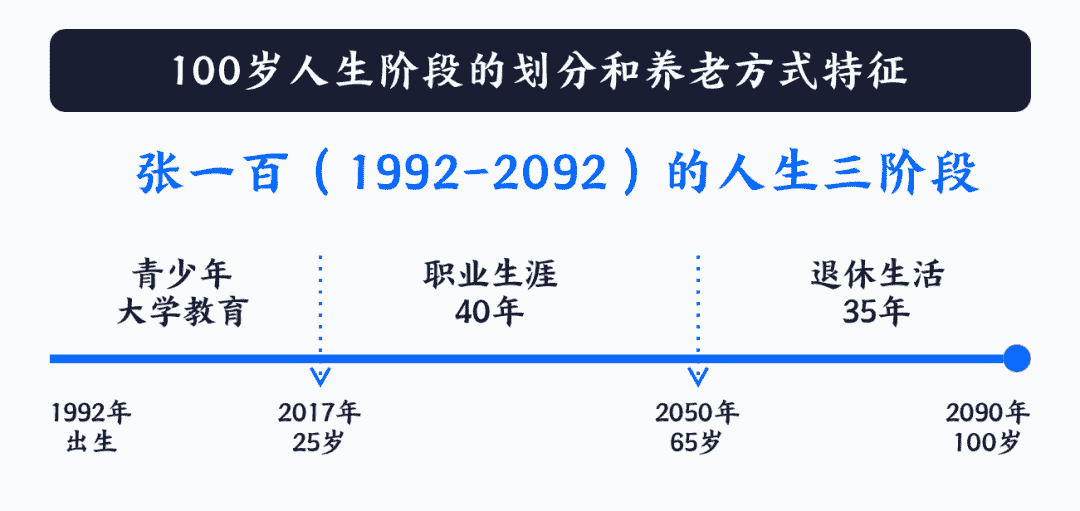 100岁人生阶段的划分和养老方式特征
张一百（1992-2092）的人生三阶段
青少年
大学教育
职业生涯
40年
退休生活
35年
1992年
出生
2017年
25岁
2050年
65岁
2090年
100岁